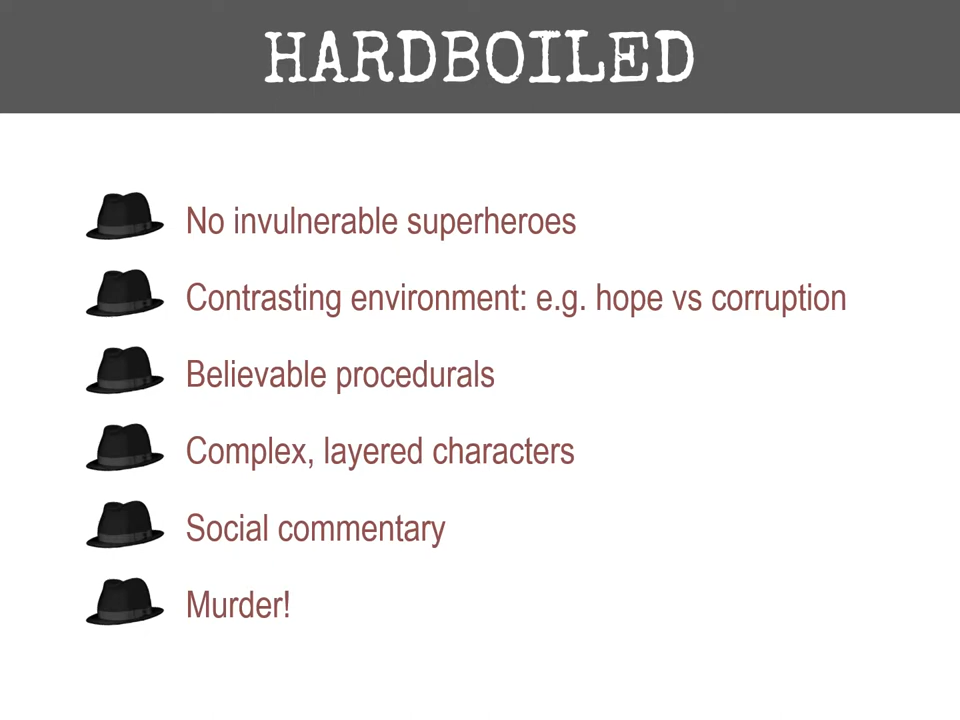 HARDBOILED
No invulnerable superheroes
Contrasting environment: e.g. hope vs corruption
Believable procedurals
Complex, layered characters
Social commentary
Murder!